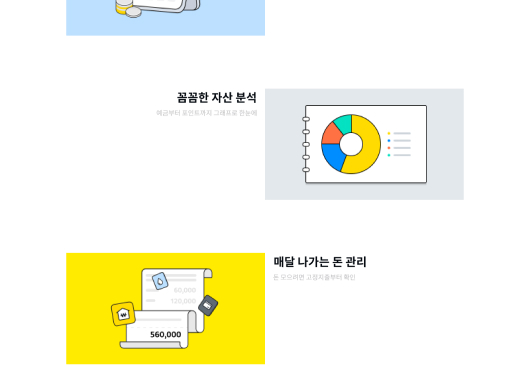 꼼꼼한 자산 분석
예금부터 포인트까지 그래프로 한눈에
매달 나가는 돈 관리
돈 모으려면 고정지출부터 확인
60,000
120,000
560,000